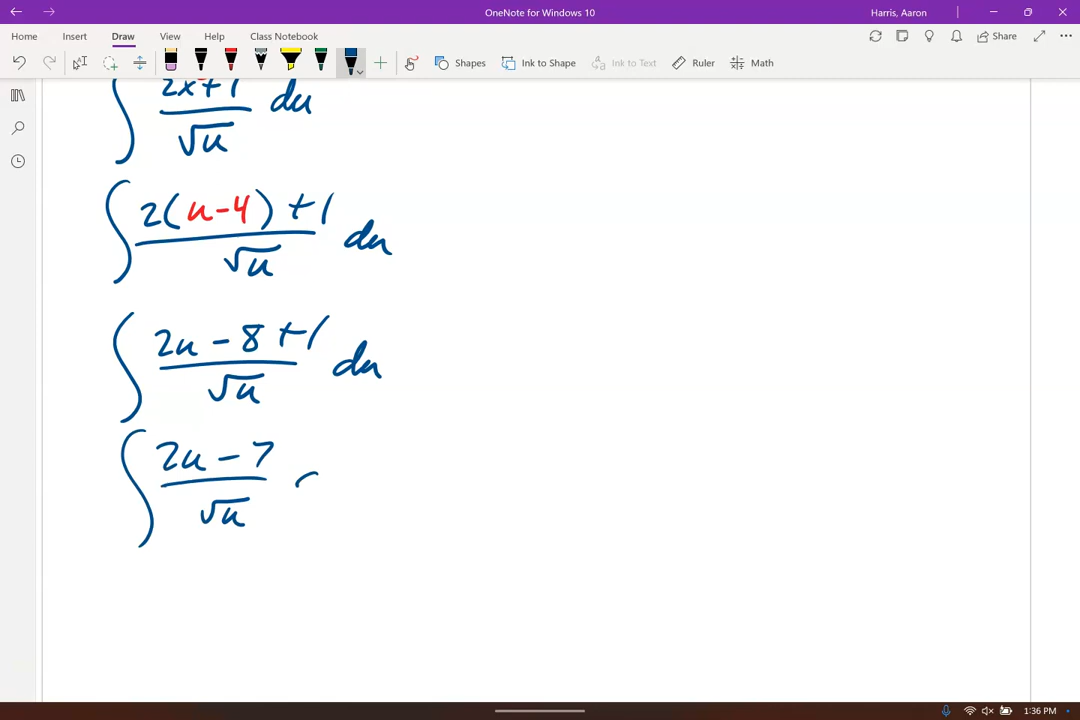 OneNote for Windows 10
Harris, Aaron
Home Insert Draw View Help Class Notebook Share
Shapes Ink to Shape Ink to Text Ruler Math
∫ (2x+1)/√u du
∫ (2(u-4)+1)/√u du
∫ (2u-8+1)/√u du
∫ (2u-7)/√u
1:36 PM